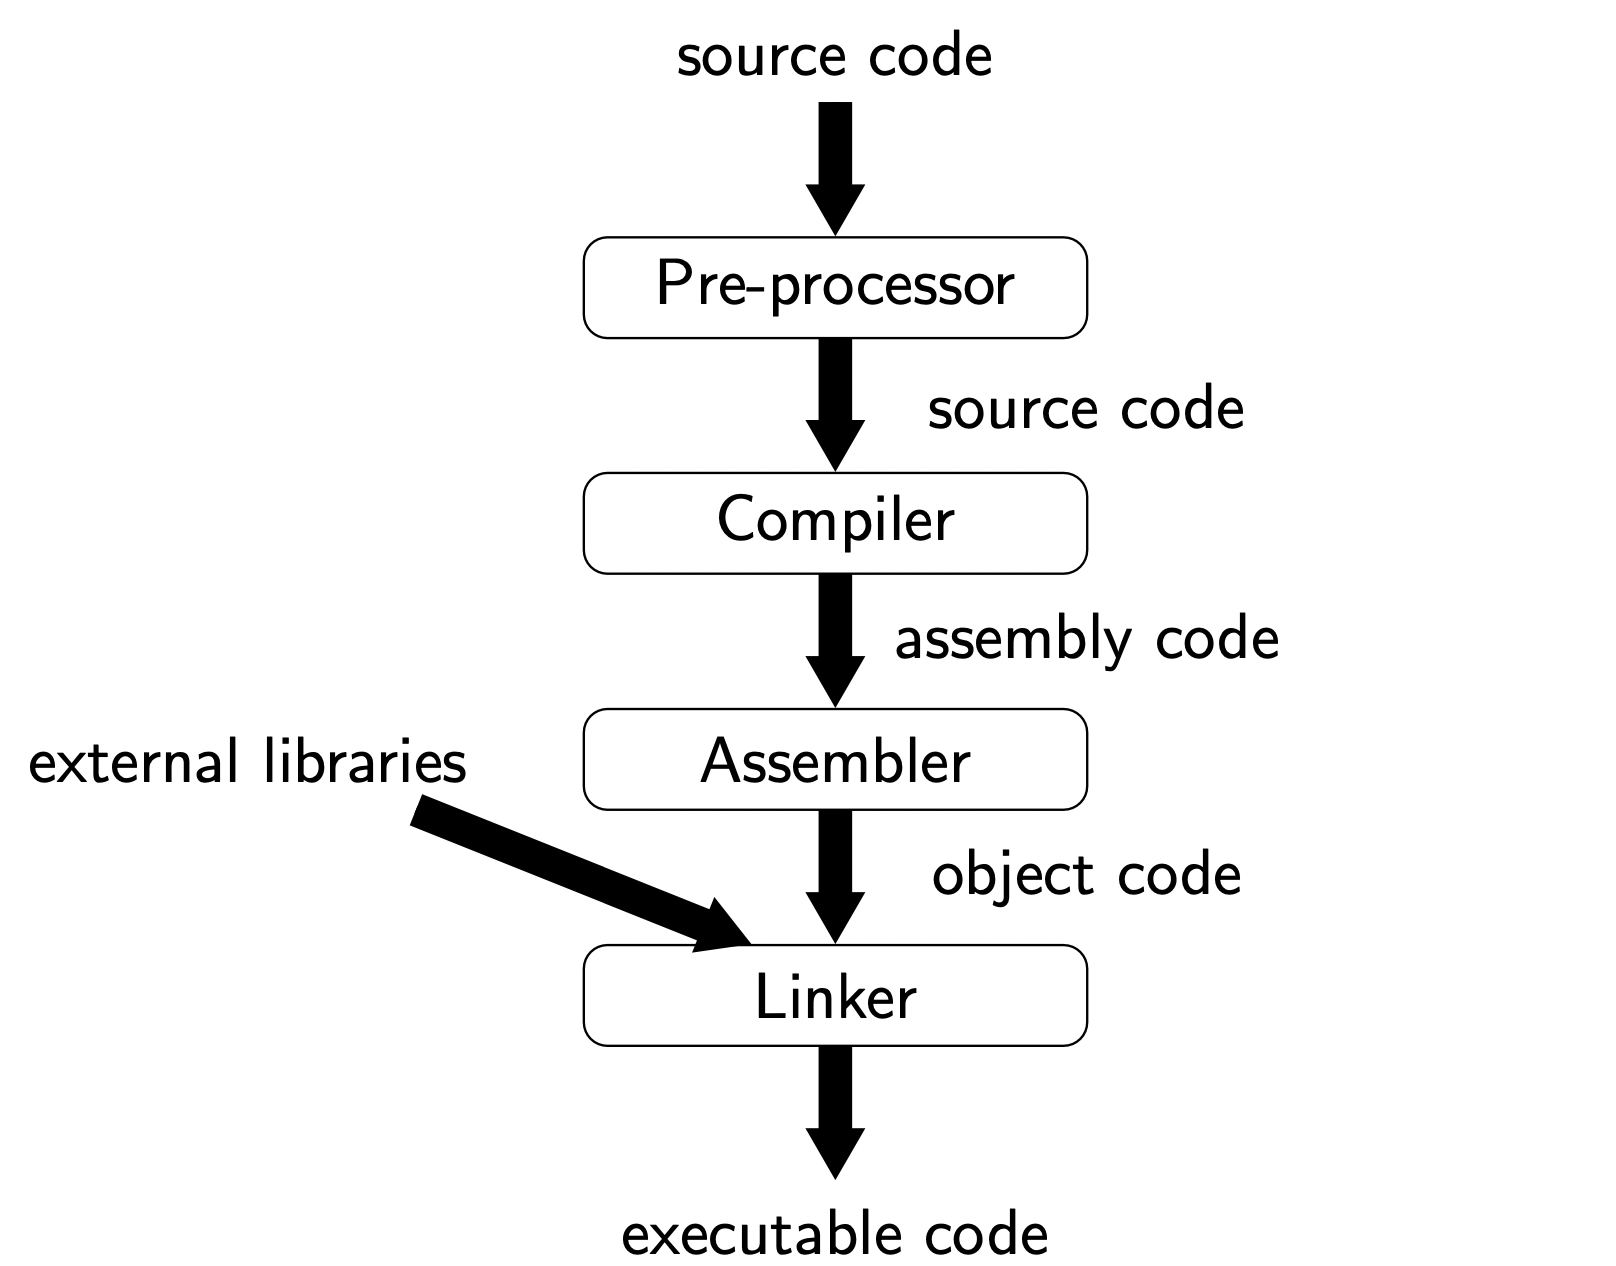 source code
Pre-processor
source code
Compiler
assembly code
external libraries
Assembler
object code
Linker
executable code